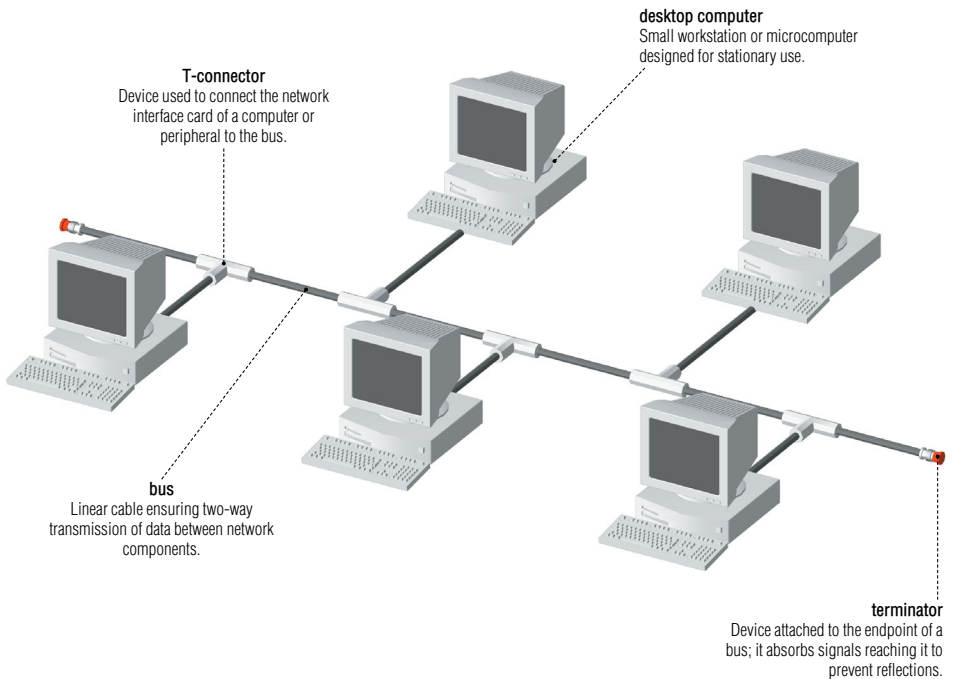 desktop computer
Small workstation or microcomputer
designed for stationary use.
T-connector
Device used to connect the network
interface card of a computer or
peripheral to the bus.
bus
Linear cable ensuring two-way
transmission of data between network
components.
terminator
Device attached to the endpoint of a
bus; it absorbs signals reaching it to
prevent reflections.